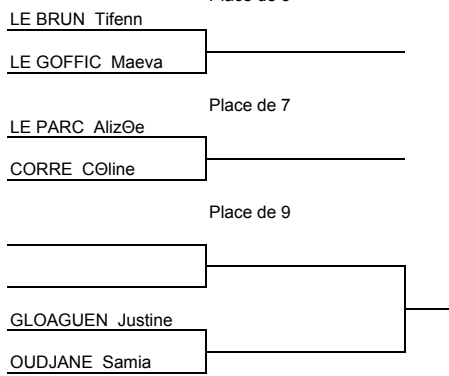 LE BRUN Tifenn
LE GOFFIC Maeva
Place de 7
LE PARC AlizΘe
CORRE CΘline
Place de 9
GLOAGUEN Justine
OUDJANE Samia